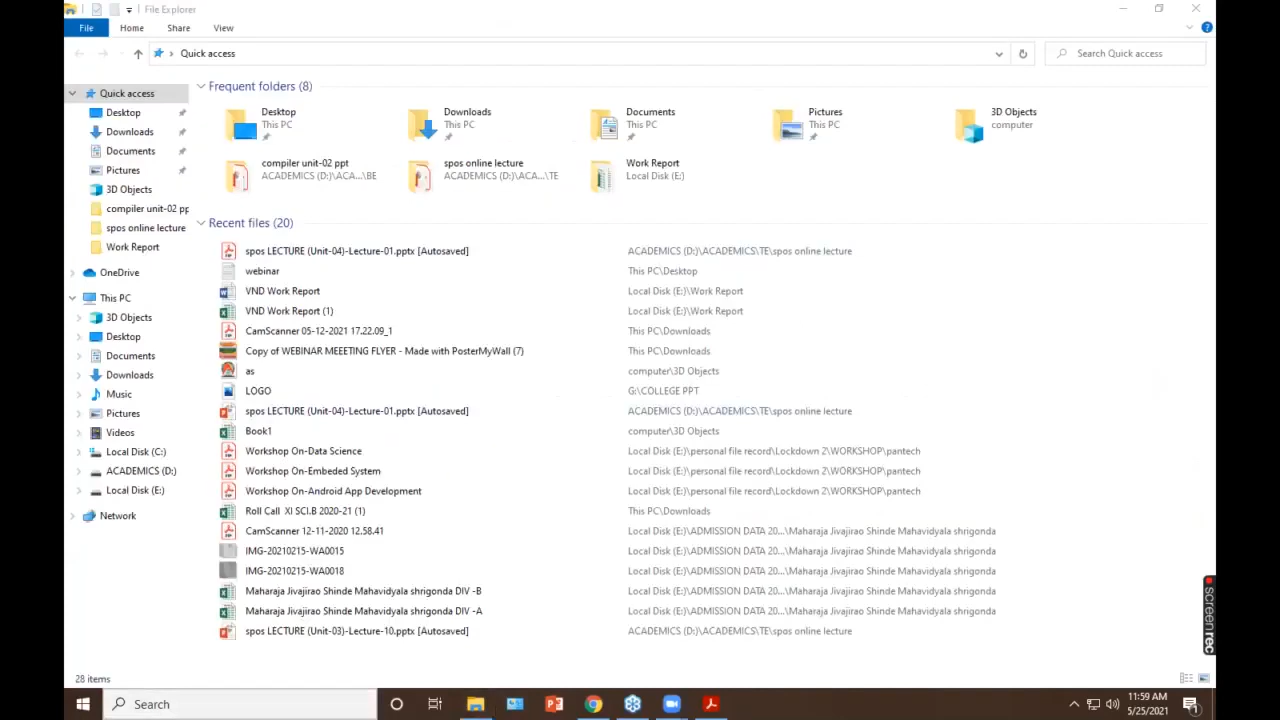 File Explorer
File Home Share View
Quick access Search Quick access
Quick access
Desktop
Downloads
Documents
Pictures
3D Objects
compiler unit-02 pp
spos online lecture
Work Report
OneDrive
This PC
3D Objects
Desktop
Documents
Downloads
Music
Pictures
Videos
Local Disk (C:)
ACADEMICS (D:)
Local Disk (E:)
Network
Frequent folders (8)
Desktop
This PC
Downloads
This PC
Documents
This PC
Pictures
This PC
3D Objects
computer
compiler unit-02 ppt
ACADEMICS (D:)\ACA...\BE
spos online lecture
ACADEMICS (D:)\ACA...\TE
Work Report
Local Disk (E:)
Recent files (20)
spos LECTURE (Unit-04)-Lecture-01.pptx [Autosaved] ACADEMICS (D:)\ACADEMICS\TE\spos online lecture
webinar This PC\Desktop
VND Work Report Local Disk (E:)\Work Report
VND Work Report (1) Local Disk (E:)\Work Report
CamScanner 05-12-2021 17.22.09_1 This PC\Downloads
Copy of WEBINAR MEEETING FLYER - Made with PosterMyWall (7) This PC\Downloads
as computer\3D Objects
LOGO G:\COLLEGE PPT
spos LECTURE (Unit-04)-Lecture-01.pptx [Autosaved] ACADEMICS (D:)\ACADEMICS\TE\spos online lecture
Book1 computer\3D Objects
Workshop On-Data Science Local Disk (E:)\personal file record\Lockdown 2\WORKSHOP\pantech
Workshop On-Embeded System Local Disk (E:)\personal file record\Lockdown 2\WORKSHOP\pantech
Workshop On-Android App Development Local Disk (E:)\personal file record\Lockdown 2\WORKSHOP\pantech
Roll Call XI SCI.B 2020-21 (1) This PC\Downloads
CamScanner 12-11-2020 12.58.41 Local Disk (E:)\ADMISSION DATA 20...\Maharaja Jivajirao Shinde Mahavidyala shrigonda
IMG-20210215-WA0015 Local Disk (E:)\ADMISSION DATA 20...\Maharaja Jivajirao Shinde Mahavidyala shrigonda
IMG-20210215-WA0018 Local Disk (E:)\ADMISSION DATA 20...\Maharaja Jivajirao Shinde Mahavidyala shrigonda
Maharaja Jivajirao Shinde Mahavidyala shrigonda DIV -B Local Disk (E:)\ADMISSION DATA 20...\Maharaja Jivajirao Shinde Mahavidyala shrigonda
Maharaja Jivajirao Shinde Mahavidyala shrigonda DIV -A Local Disk (E:)\ADMISSION DATA 20...\Maharaja Jivajirao Shinde Mahavidyala shrigonda
spos LECTURE (Unit-03)-Lecture-10.pptx [Autosaved] ACADEMICS (D:)\ACADEMICS\TE\spos online lecture
screenrec
28 items
Search
11:59 AM
5/25/2021